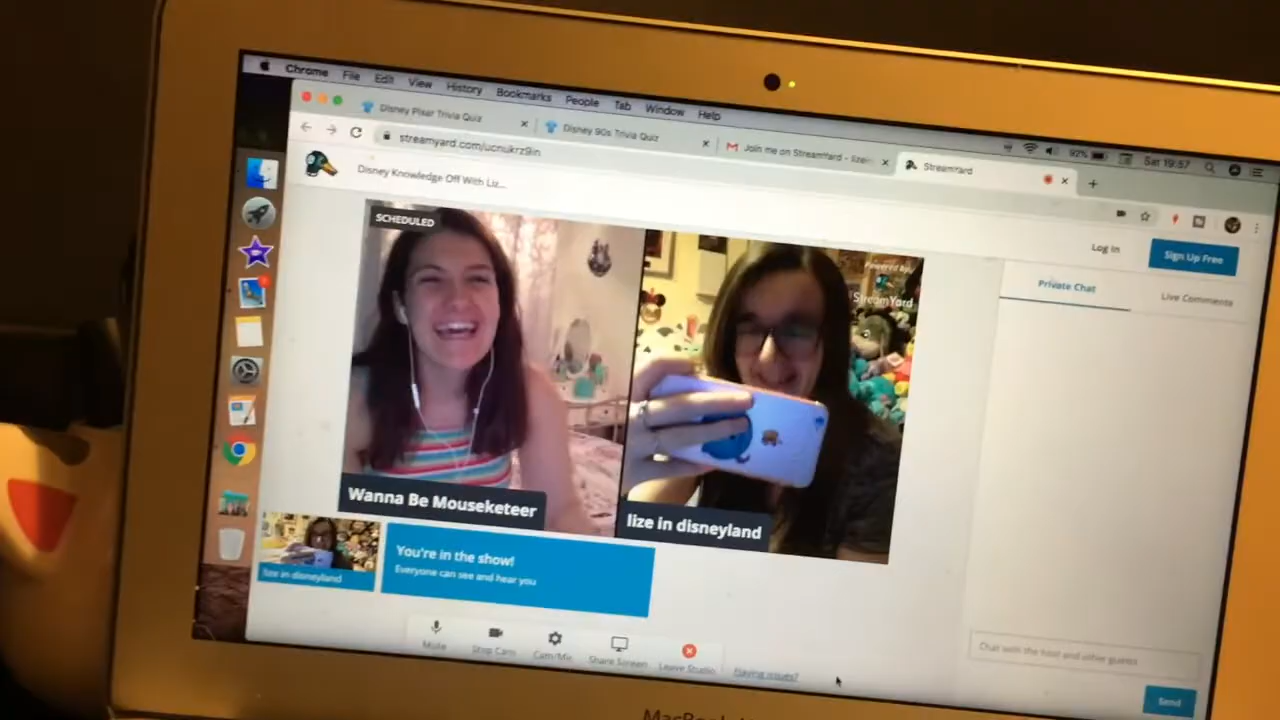 Chrome File Edit View History Bookmarks People Tab Window Help
92% Sat 19:57
Disney Pixar Trivia Quiz
Disney 90s Trivia Quiz
Join me on StreamYard - lize
StreamYard
streamyard.com/ucnukrz9in
Disney Knowledge Off With Liz...
Log In
Sign Up Free
SCHEDULED
Powered By
StreamYard
Private Chat
Live Comments
Wanna Be Mouseketeer
lize in disneyland
lize in disneyland
You're in the show!
Everyone can see and hear you
Mute
Stop Cam
Cam/Mic
Share Screen
Leave Studio
Having issues?
Chat with the host and other guests
Send
MacBook